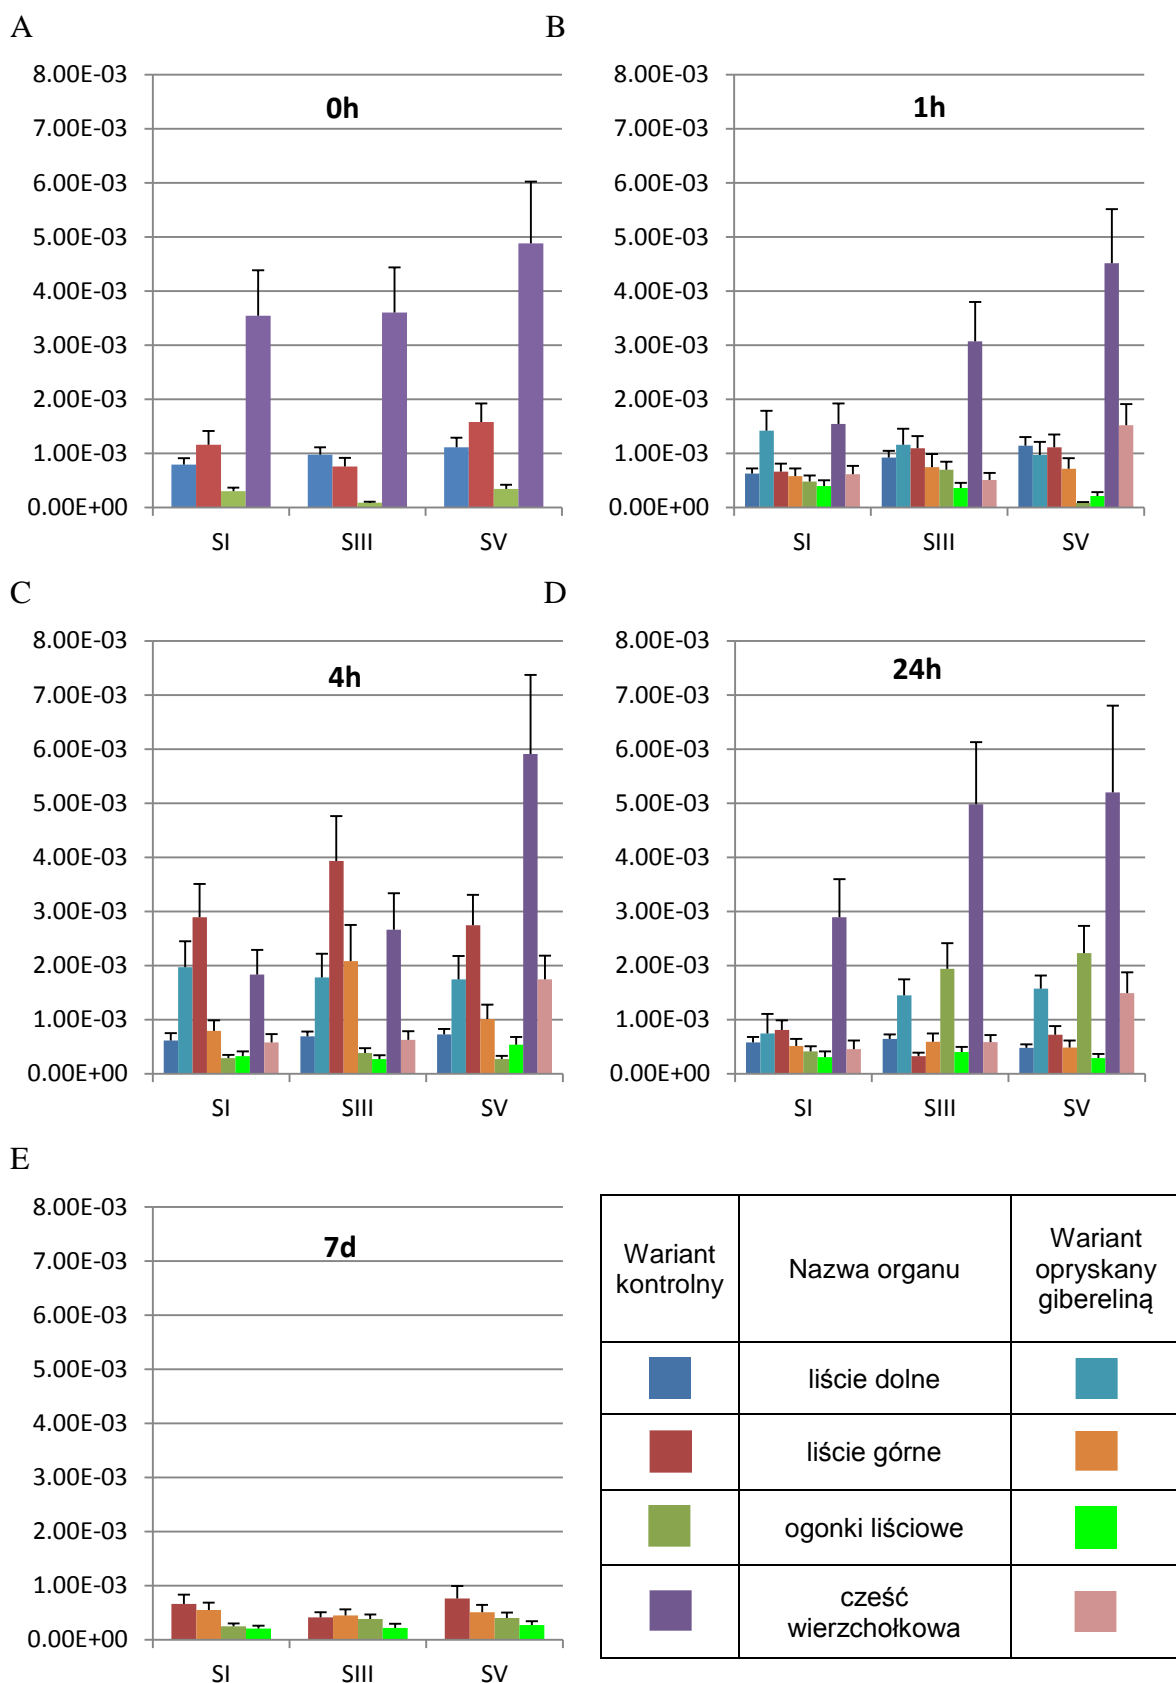 A
8.00E-03
7.00E-03
6.00E-03
5.00E-03
4.00E-03
3.00E-03
2.00E-03
1.00E-03
0.00E+00
0h
SI SIII SV
B
8.00E-03
7.00E-03
6.00E-03
5.00E-03
4.00E-03
3.00E-03
2.00E-03
1.00E-03
0.00E+00
1h
SI SIII SV
C
8.00E-03
7.00E-03
6.00E-03
5.00E-03
4.00E-03
3.00E-03
2.00E-03
1.00E-03
0.00E+00
4h
SI SIII SV
D
8.00E-03
7.00E-03
6.00E-03
5.00E-03
4.00E-03
3.00E-03
2.00E-03
1.00E-03
0.00E+00
24h
SI SIII SV
E
8.00E-03
7.00E-03
6.00E-03
5.00E-03
4.00E-03
3.00E-03
2.00E-03
1.00E-03
0.00E+00
7d
SI SIII SV
Wariant
kontrolny
Nazwa organu
Wariant
opryskany
gibereliną
liście dolne
liście górne
ogonki liściowe
cześć
wierzchołkowa